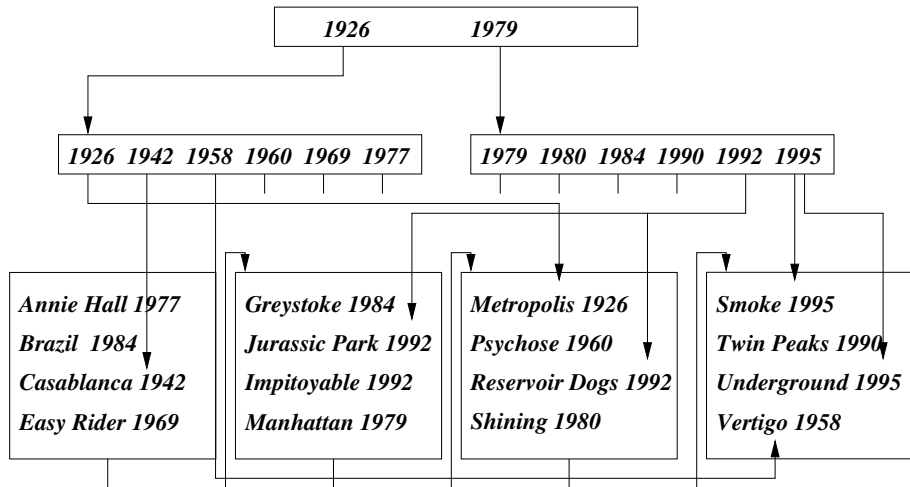 1926 1979
1926 1942 1958 1960 1969 1977
1979 1980 1984 1990 1992 1995
Annie Hall 1977
Brazil 1984
Casablanca 1942
Easy Rider 1969
Greystoke 1984
Jurassic Park 1992
Impitoyable 1992
Manhattan 1979
Metropolis 1926
Psychose 1960
Reservoir Dogs 1992
Shining 1980
Smoke 1995
Twin Peaks 1990
Underground 1995
Vertigo 1958